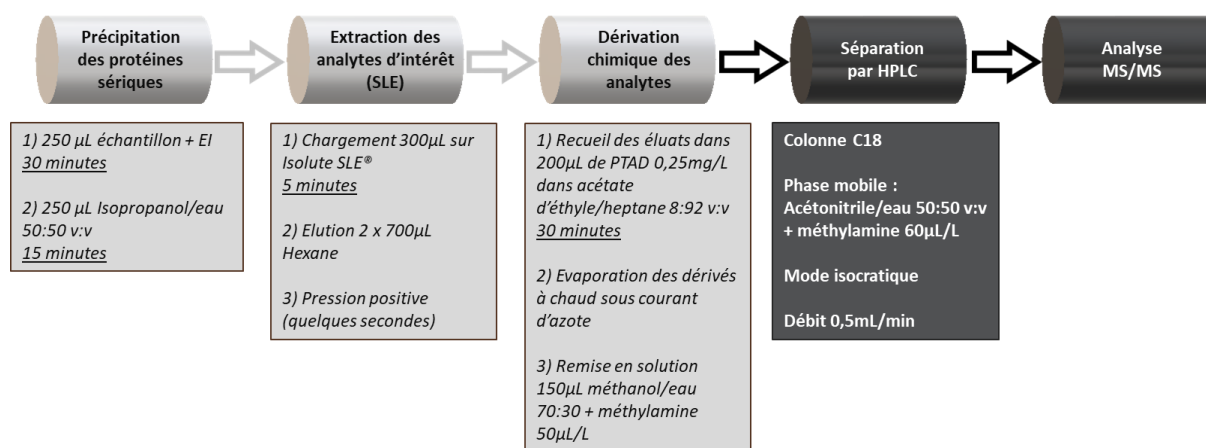 Précipitation
des protéines
sériques
Extraction des
analytes d’intérêt
(SLE)
Dérivation
chimique des
analytes
Séparation
par HPLC
Analyse
MS/MS
1) 250 µL échantillon + EI
30 minutes
2) 250 µL Isopropanol/eau
50:50 v:v
15 minutes
1) Chargement 300µL sur
Isolute SLE®
5 minutes
2) Elution 2 x 700µL
Hexane
3) Pression positive
(quelques secondes)
1) Recueil des éluats dans
200µL de PTAD 0,25mg/L
dans acétate
d’éthyle/heptane 8:92 v:v
30 minutes
2) Evaporation des dérivés
à chaud sous courant
d’azote
3) Remise en solution
150µL méthanol/eau
70:30 + méthylamine
50µL/L
Colonne C18
Phase mobile :
Acétonitrile/eau 50:50 v:v
+ méthylamine 60µL/L
Mode isocratique
Débit 0,5mL/min